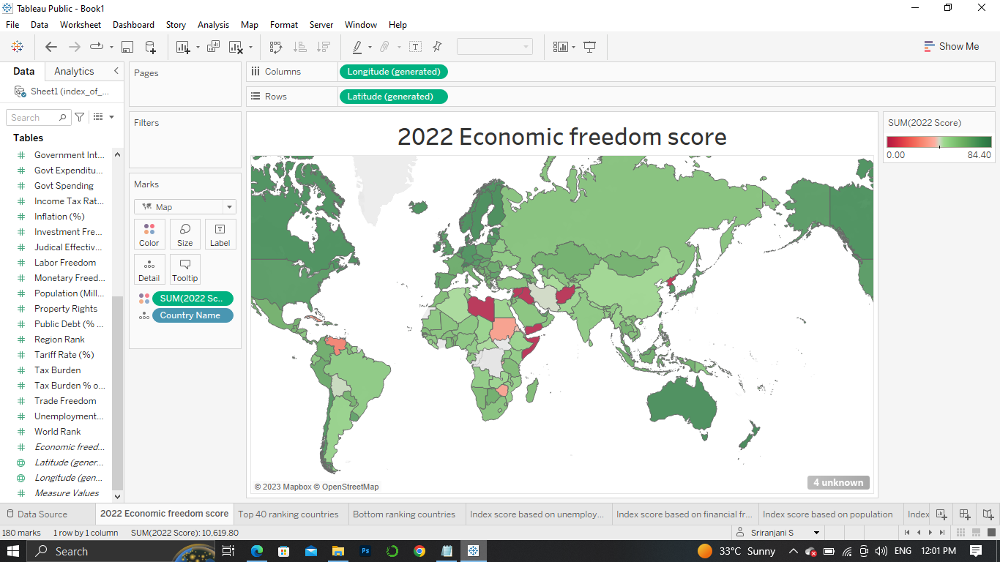 Tableau Public - Book1
File Data Worksheet Dashboard Story Analysis Map Format Server Window Help
Show Me
Data Analytics
Sheet1 (index_of_...
Search
Tables
Government Int...
Govt Expenditu...
Govt Spending
Income Tax Rat...
Inflation (%)
Investment Fre...
Judical Effectiv...
Labor Freedom
Monetary Freed...
Population (Mill...
Property Rights
Public Debt (% ...
Region Rank
Tariff Rate (%)
Tax Burden
Tax Burden % o...
Trade Freedom
Unemployment...
World Rank
Economic freed...
Latitude (gener...
Longitude (gen...
Measure Values
Pages
Filters
Marks
Map
Color Size Label
Detail Tooltip
SUM(2022 Sc..
Country Name
Columns Longitude (generated)
Rows Latitude (generated)
2022 Economic freedom score
© 2023 Mapbox © OpenStreetMap
4 unknown
SUM(2022 Score)
0.00 84.40
Data Source 2022 Economic freedom score Top 40 ranking countries Bottom ranking countries Index score based on unemploy... Index score based on financial fr... Index score based on population Index
180 marks 1 row by 1 column SUM(2022 Score): 10,619.80 Sriranjani S
Search Ps 33°C Sunny ENG 12:01 PM